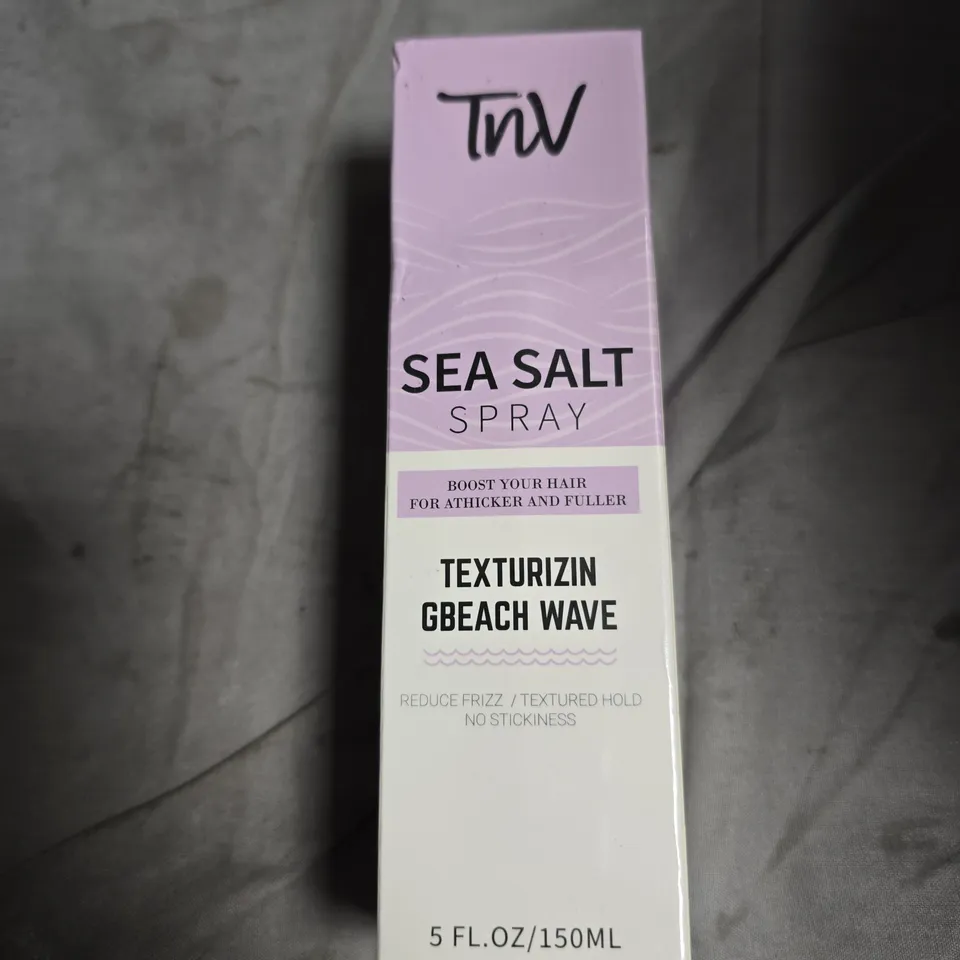 TnV
SEA SALT
SPRAY
BOOST YOUR HAIR
FOR ATHICKER AND FULLER
TEXTURIZIN
GBEACH WAVE
REDUCE FRIZZ / TEXTURED HOLD
NO STICKINESS
5 FL.OZ/150ML